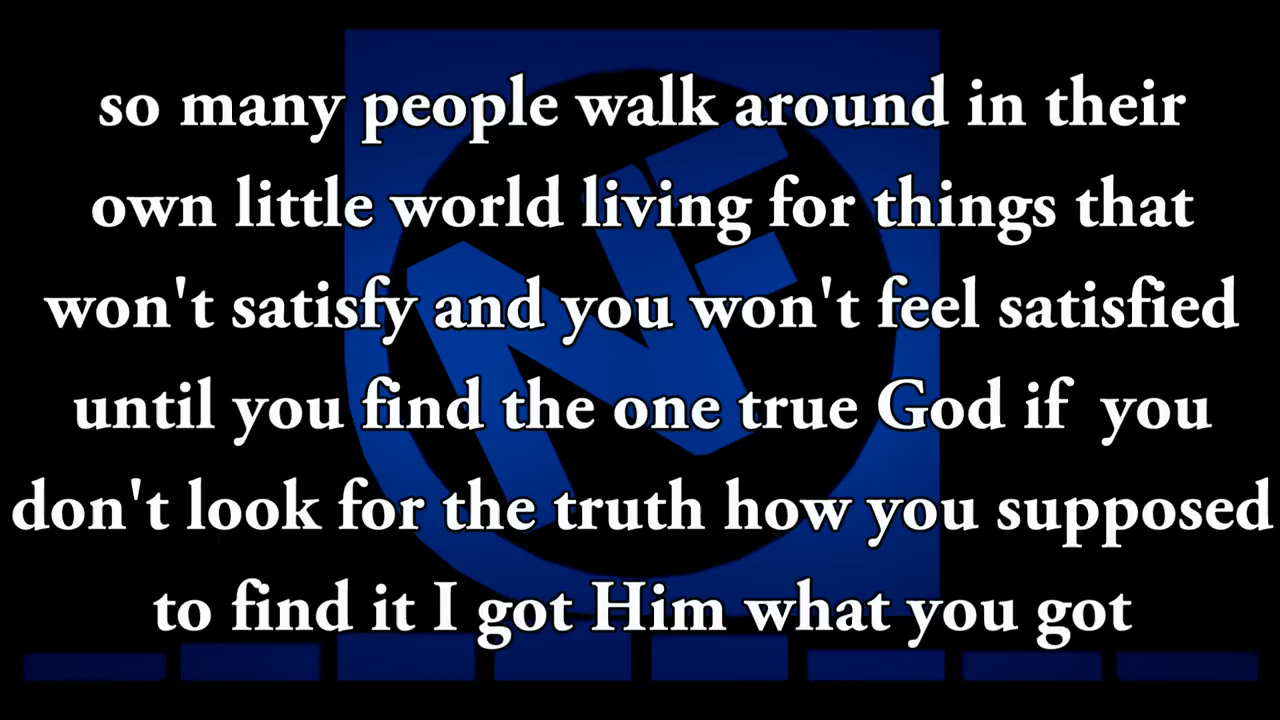 so many people walk around in their
own little world living for things that
won't satisfy and you won't feel satisfied
until you find the one true God if  you
don't look for the truth how you supposed
to find it I got Him what you got
NF